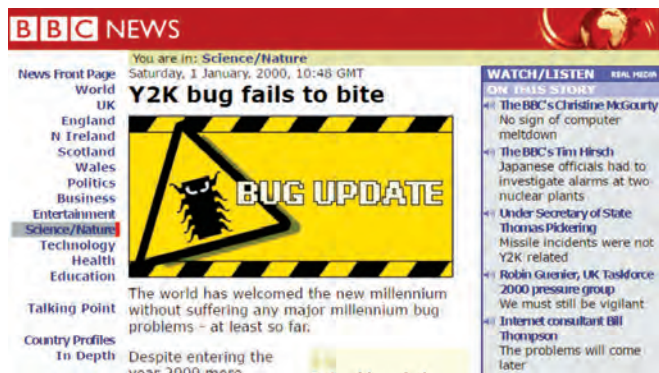 BBC NEWS
You are in: Science/Nature
News Front Page
World
UK
England
N Ireland
Scotland
Wales
Politics
Business
Entertainment
Science/Nature
Technology
Health
Education
Talking Point
Country Profiles
In Depth
Saturday, 1 January, 2000, 10:48 GMT
Y2K bug fails to bite
BUG UPDATE
The world has welcomed the new millennium
without suffering any major millennium bug
problems - at least so far.
Despite entering the
year 2000 more
WATCH/LISTEN REAL MEDIA
ON THIS STORY
The BBC's Christine McGourty
No sign of computer
meltdown
The BBC's Tim Hirsch
Japanese officials had to
investigate alarms at two
nuclear plants
Under Secretary of State
Thomas Pickering
Missile incidents were not
Y2K related
Robin Guenier, UK Taskforce
2000 pressure group
We must still be vigilant
Internet consultant Bill
Thompson
The problems will come
later